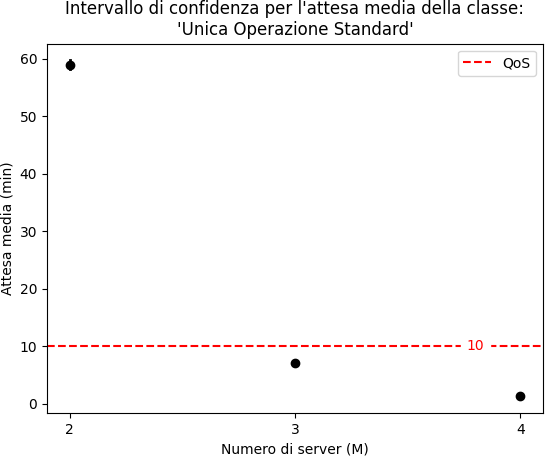 Intervallo di confidenza per l'attesa media della classe:
'Unica Operazione Standard'
QoS
60
50
40
30
20
10
0
10
2
3
4
Attesa media (min)
Numero di server (M)